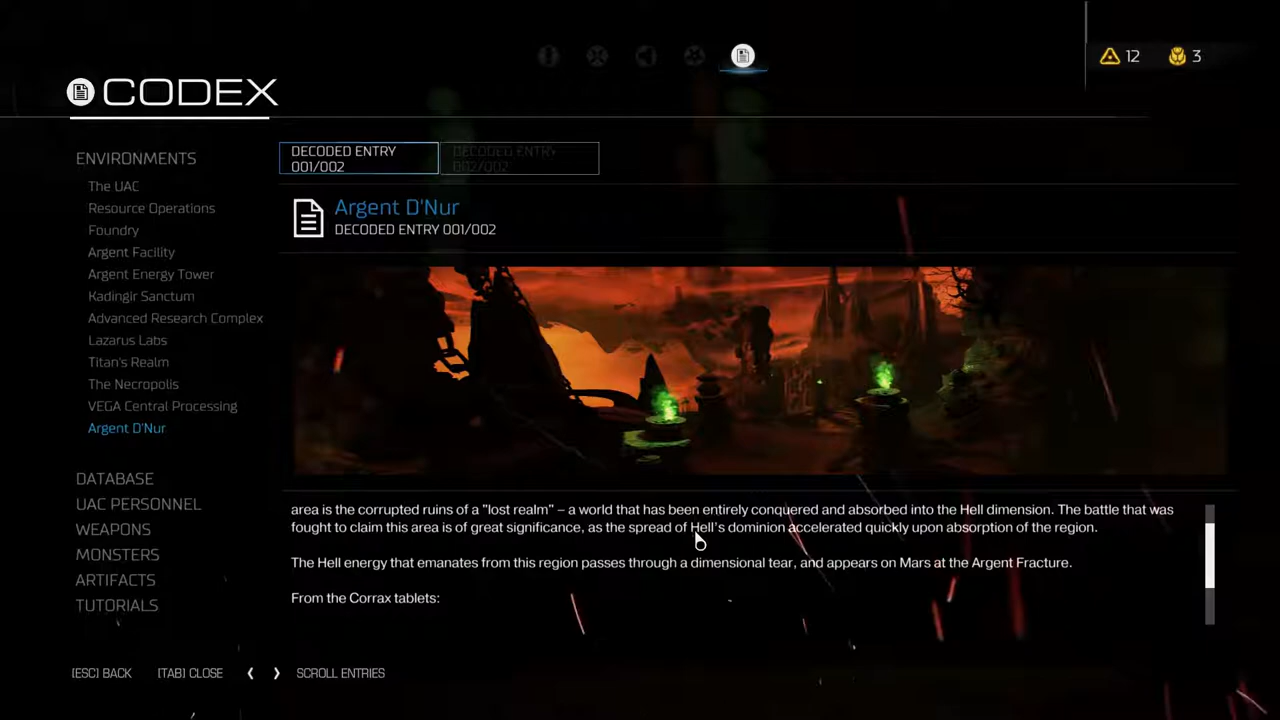 12
3
CODEX
ENVIRONMENTS
The UAC
Resource Operations
Foundry
Argent Facility
Argent Energy Tower
Kadingir Sanctum
Advanced Research Complex
Lazarus Labs
Titan's Realm
The Necropolis
VEGA Central Processing
Argent D'Nur
DATABASE
UAC PERSONNEL
WEAPONS
MONSTERS
ARTIFACTS
TUTORIALS
DECODED ENTRY
001/002
DECODED ENTRY
002/002
Argent D'Nur
DECODED ENTRY 001/002
area is the corrupted ruins of a "lost realm" – a world that has been entirely conquered and absorbed into the Hell dimension. The battle that was
fought to claim this area is of great significance, as the spread of Hell's dominion accelerated quickly upon absorption of the region.
The Hell energy that emanates from this region passes through a dimensional tear, and appears on Mars at the Argent Fracture.
From the Corrax tablets:
[ESC] BACK
[TAB] CLOSE
SCROLL ENTRIES